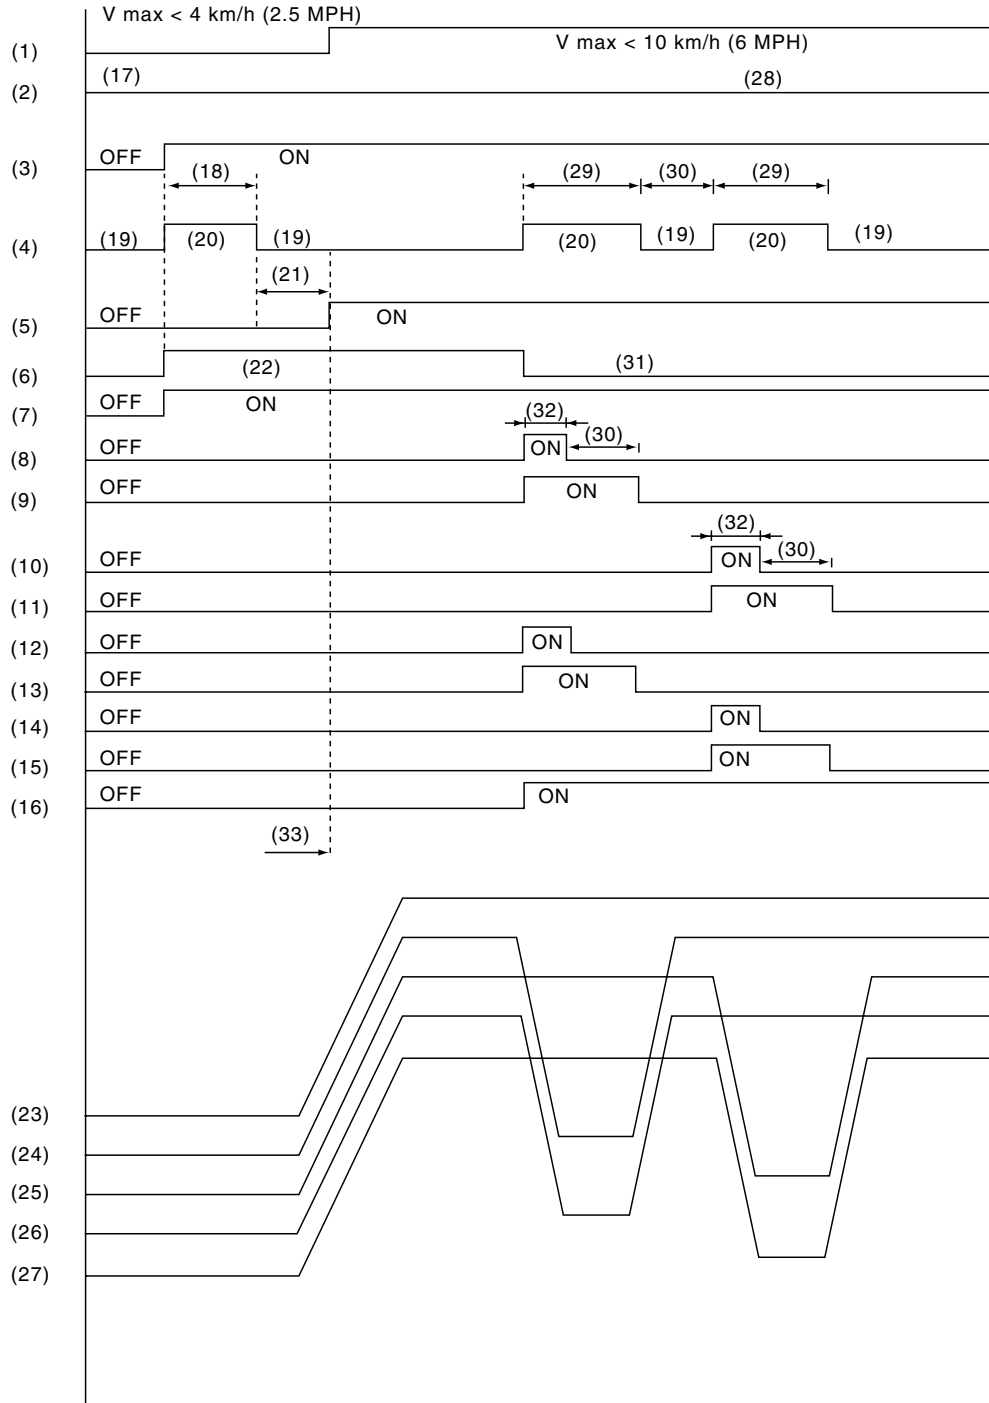 V max < 4 km/h (2.5 MPH)
(1) V max < 10 km/h (6 MPH)
(17) (28)
(2)
(3) OFF ON
(18) (29) (30) (29)
(4) (19) (20) (19) (20) (19) (20) (19)
(21)
(5) OFF ON
(6) (22) (31)
(7) OFF ON
(32)
(8) OFF ON (30)
(9) OFF ON
(32)
(10) OFF ON (30)
(11) OFF ON
(12) OFF ON
(13) OFF ON
(14) OFF ON
(15) OFF ON
(16) OFF ON
(33)
(23)
(24)
(25)
(26)
(27)